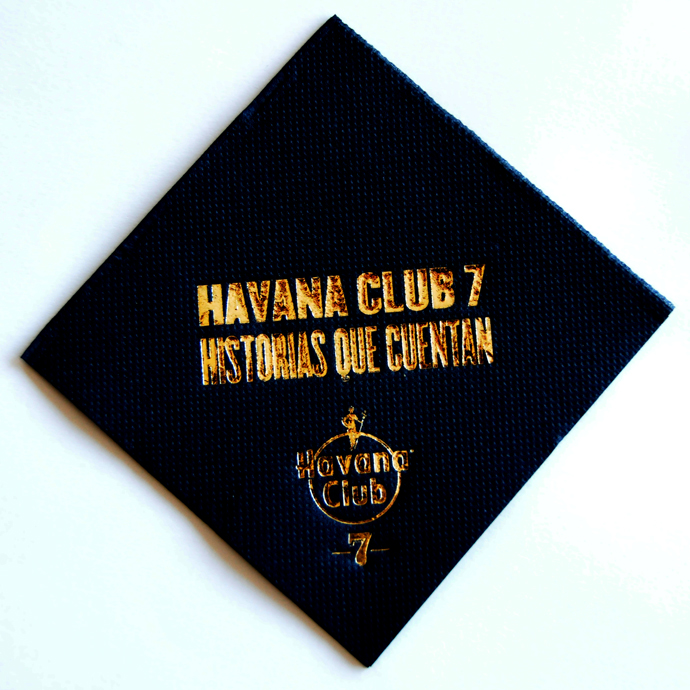 HAVANA CLUB 7
HISTORIAS QUE CUENTAN
Havana
Club
7